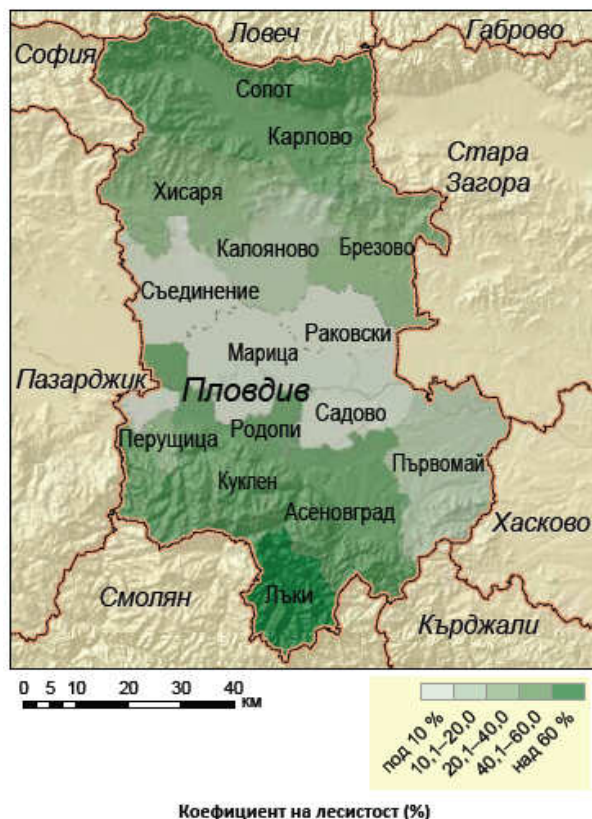 Ловеч
Габрово
София
Сопот
Карлово
Стара
Загора
Хисаря
Калояново
Брезово
Съединение
Раковски
Марица
Пазарджик
Пловдив
Садово
Перущица
Родопи
Първомай
Куклен
Асеновград
Хасково
Лъки
Смолян
Кърджали
0 5 10 20 30 40
км
под 10 %
10,1–20,0
20,1–40,0
40,1–60,0
над 60 %
Коефициент на лесистост (%)